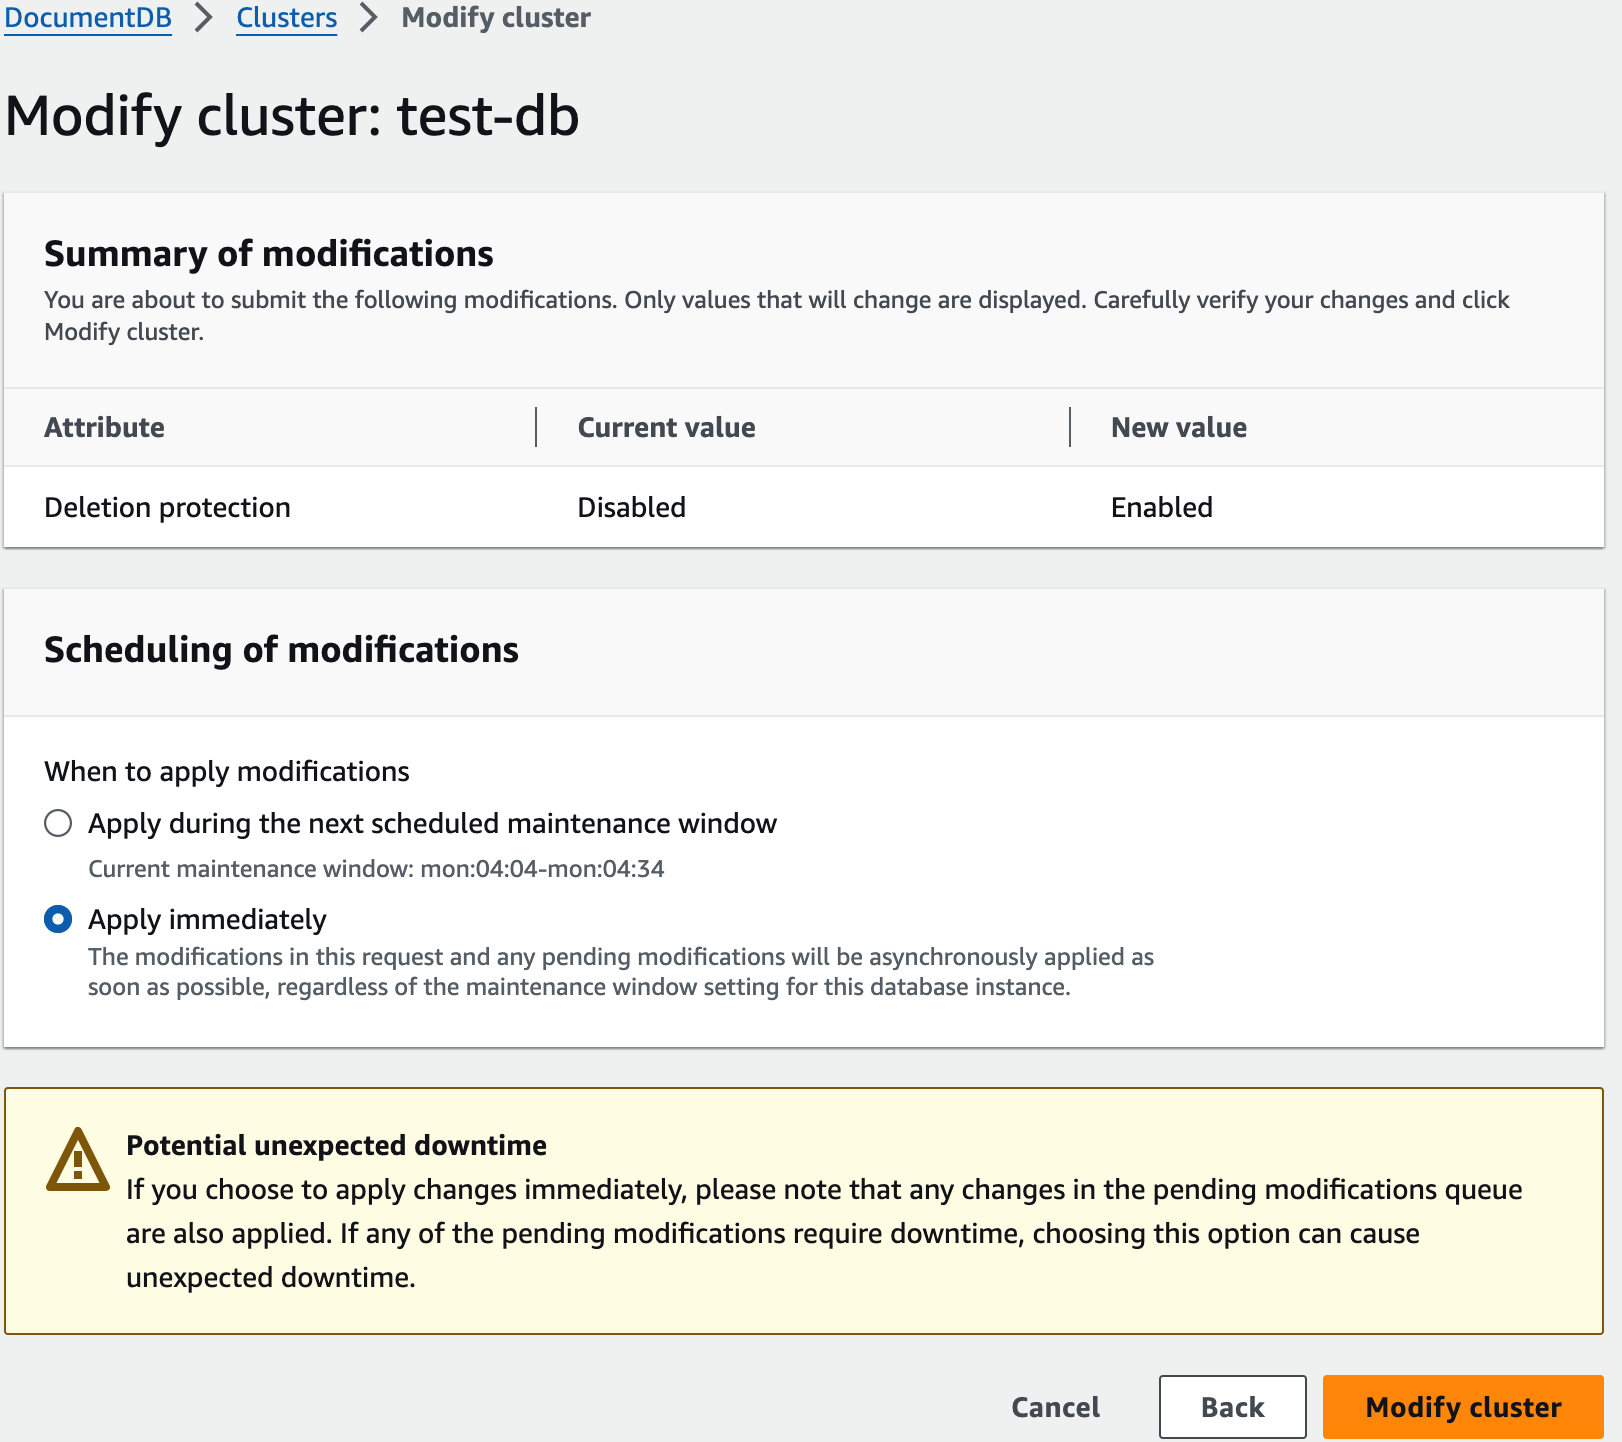 DocumentDB > Clusters > Modify cluster
Modify cluster: test-db
Summary of modifications
You are about to submit the following modifications. Only values that will change are displayed. Carefully verify your changes and click
Modify cluster.
Attribute Current value New value
Deletion protection Disabled Enabled
Scheduling of modifications
When to apply modifications
Apply during the next scheduled maintenance window
Current maintenance window: mon:04:04-mon:04:34
Apply immediately
The modifications in this request and any pending modifications will be asynchronously applied as
soon as possible, regardless of the maintenance window setting for this database instance.
Potential unexpected downtime
If you choose to apply changes immediately, please note that any changes in the pending modifications queue
are also applied. If any of the pending modifications require downtime, choosing this option can cause
unexpected downtime.
Cancel Back Modify cluster